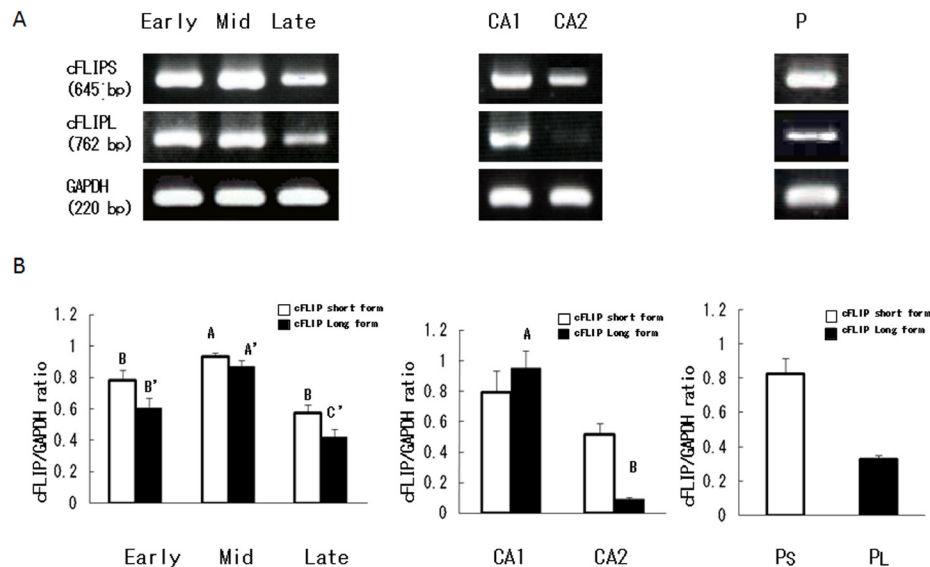 A
Early Mid Late CA1 CA2 P
cFLIPS
(645 bp)
cFLIPL
(762 bp)
GAPDH
(220 bp)
B
cFLIP/GAPDH ratio
1.2
1
0.8
0.6
0.4
0.2
0
cFLIP short form
cFLIP Long form
B
B'
A
A'
B
C'
Early Mid Late
cFLIP/GAPDH ratio
1.2
1
0.8
0.6
0.4
0.2
0
cFLIP short form
cFLIP Long form
A
B
CA1 CA2
cFLIP/GAPDH ratio
1.2
1
0.8
0.6
0.4
0.2
0
cFLIP short form
cFLIP Long form
Ps PL